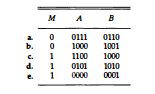 M A B
a. 0 0111 0110
b. 0 1000 1001
c. 1 1100 1000
d. 1 0101 1010
e. 1 0000 0001